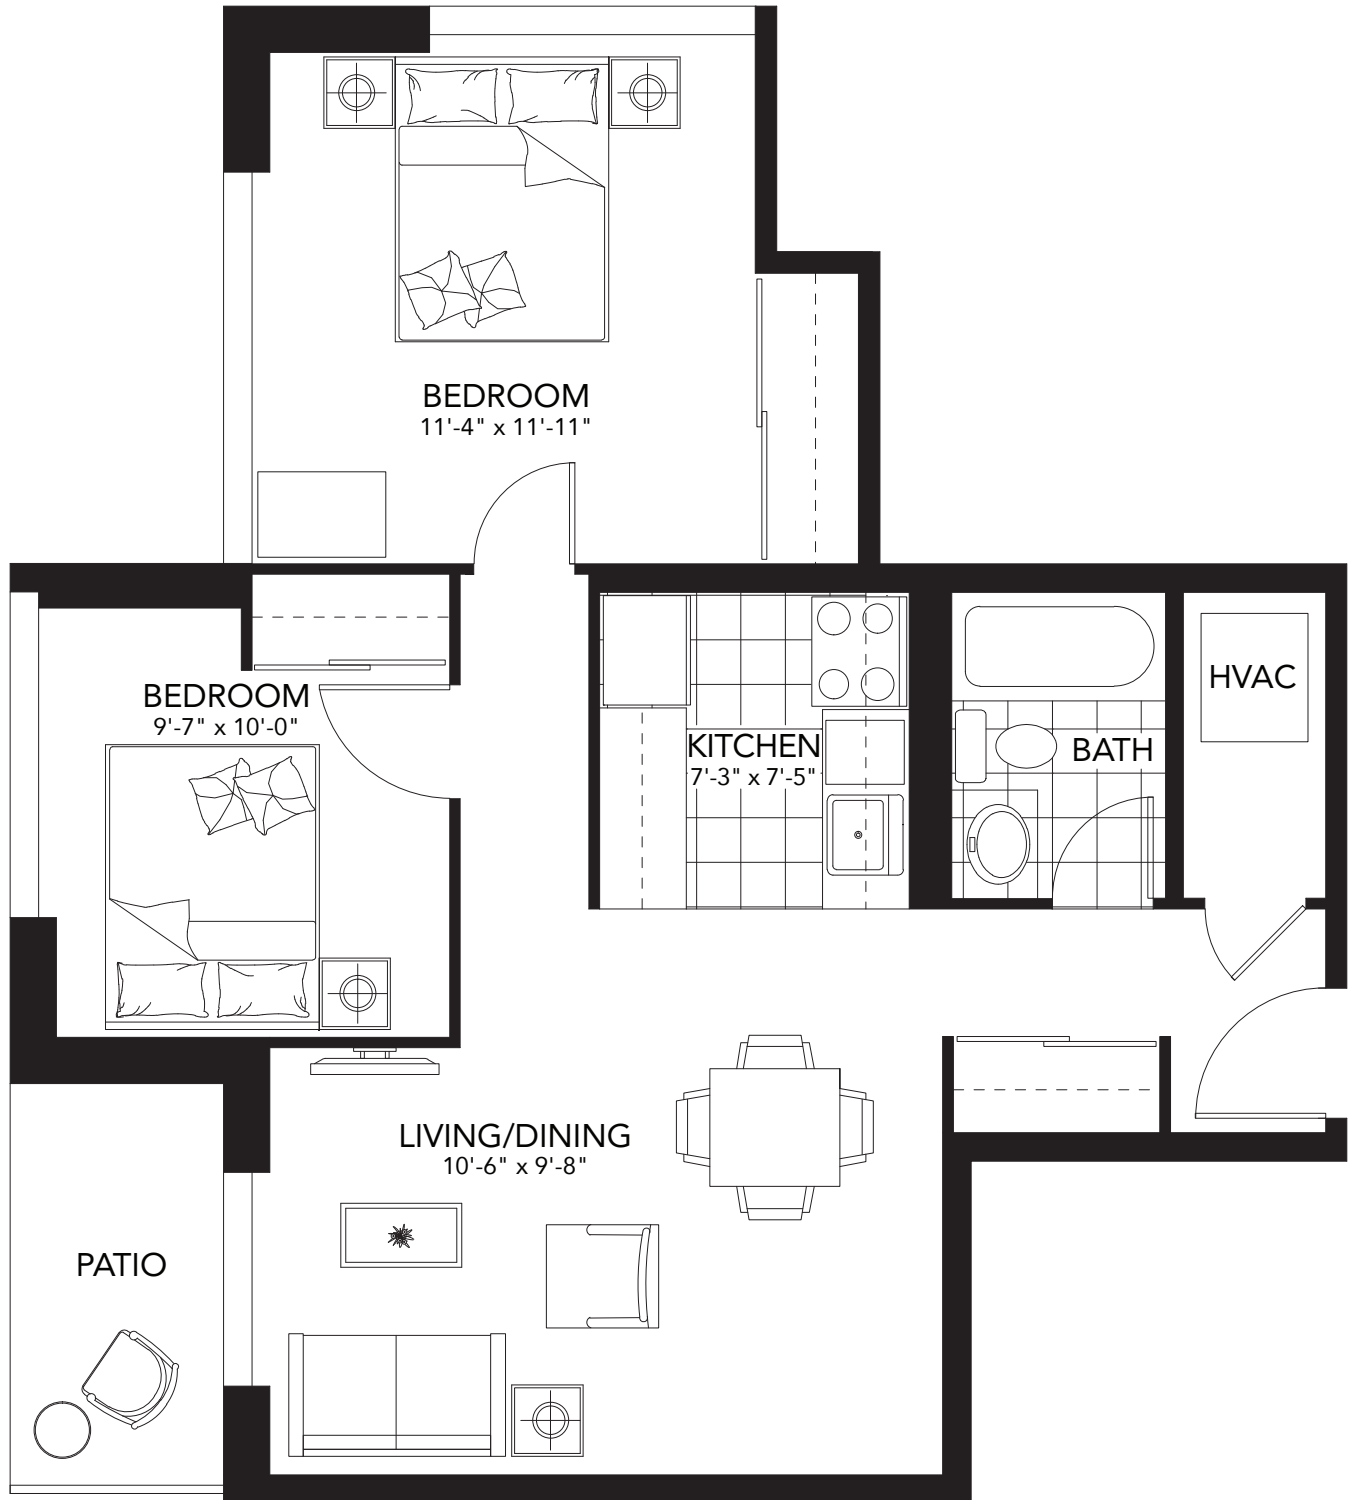 BEDROOM
11'-4" x 11'-11"
BEDROOM
9'-7" x 10'-0"
KITCHEN
7'-3" x 7'-5"
BATH
HVAC
LIVING/DINING
10'-6" x 9'-8"
PATIO